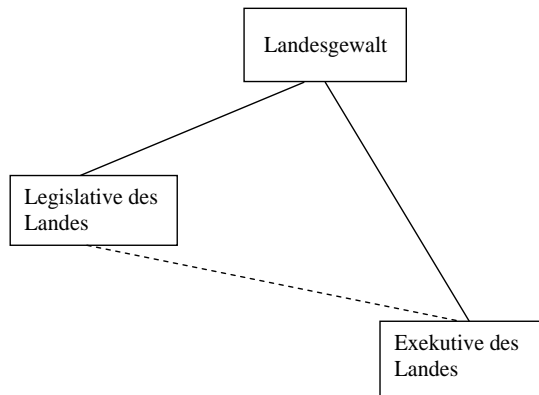 Landesgewalt
Legislative des
Landes
Exekutive des
Landes